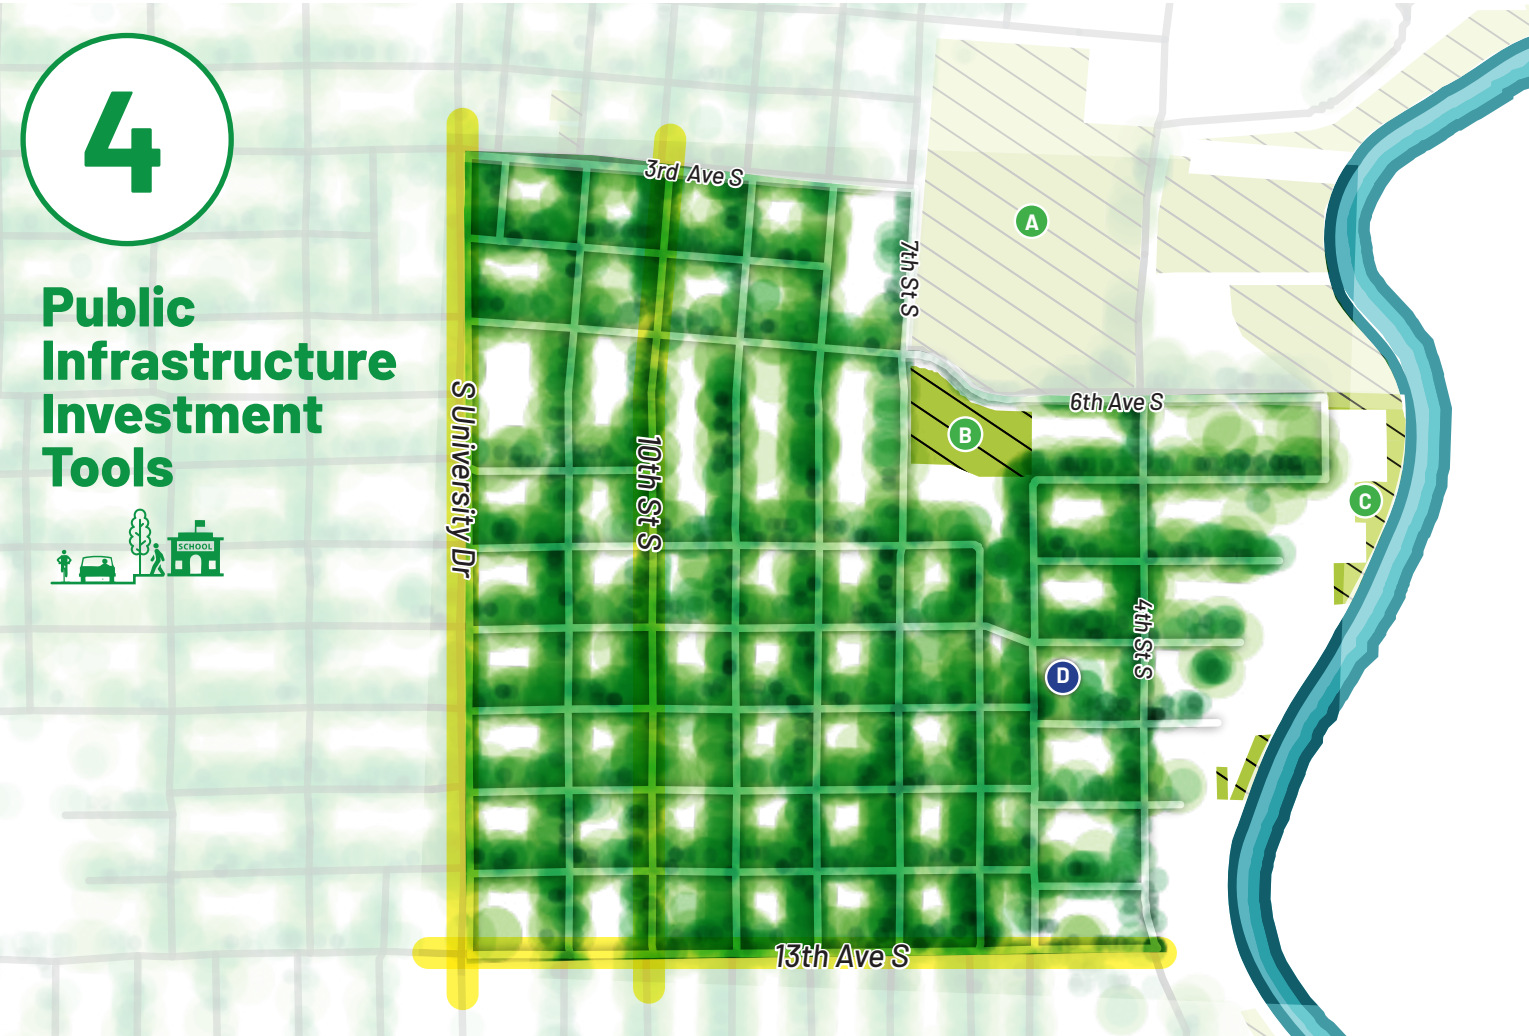 4
Public
Infrastructure
Investment
Tools
SCHOOL
3rd Ave S
7th St S
A
6th Ave S
B
C
S University Dr
10th St S
4th St S
D
13th Ave S